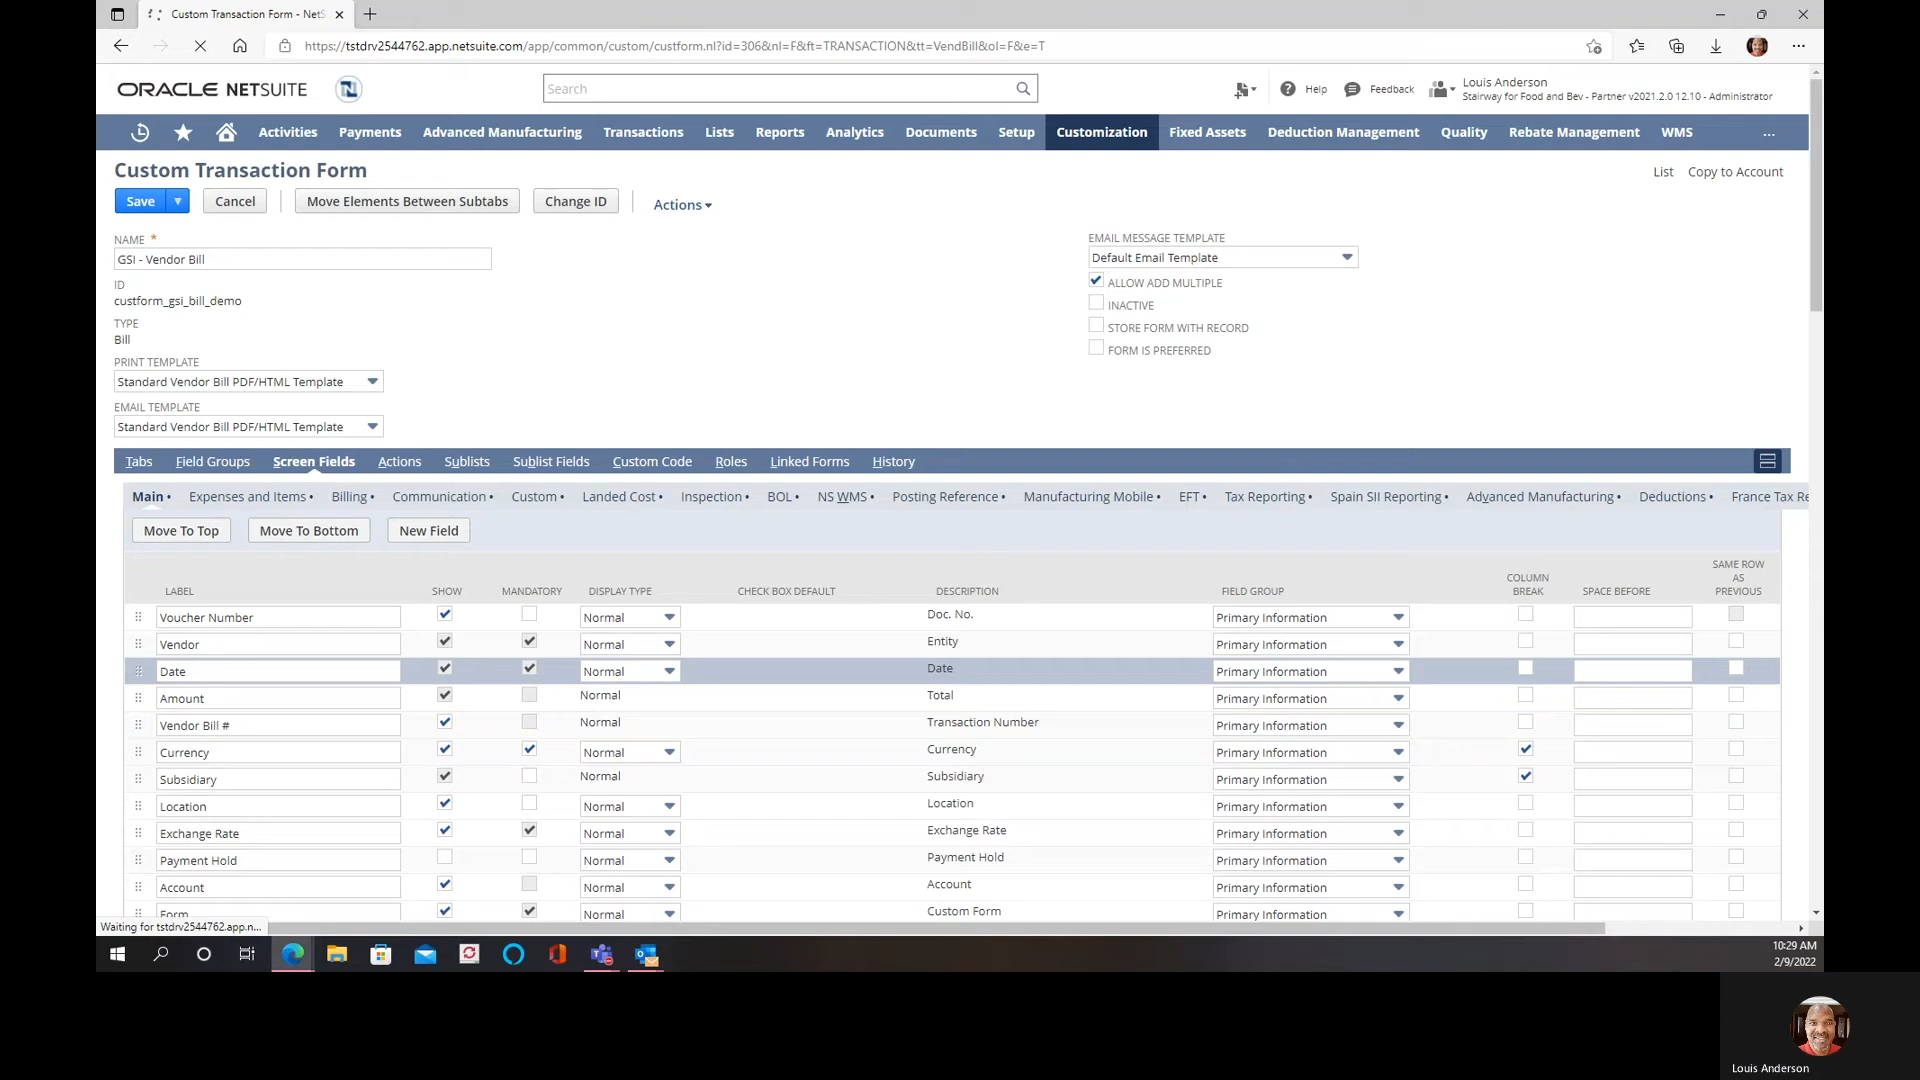 Custom Transaction Form - NetS
https://tstdrv2544762.app.netsuite.com/app/common/custom/custform.nl?id=306&nl=F&ft=TRANSACTION&tt=VendBill&ol=F&e=T
ORACLE NETSUITE
Search
Help
Feedback
Louis Anderson
Stairway for Food and Bev - Partner v2021.2.0 12.10 - Administrator
Activities Payments Advanced Manufacturing Transactions Lists Reports Analytics Documents Setup Customization Fixed Assets Deduction Management Quality Rebate Management WMS ...
Custom Transaction Form
List Copy to Account
Save Cancel Move Elements Between Subtabs Change ID Actions
NAME *
GSI - Vendor Bill
ID
custform_gsi_bill_demo
TYPE
Bill
PRINT TEMPLATE
Standard Vendor Bill PDF/HTML Template
EMAIL TEMPLATE
Standard Vendor Bill PDF/HTML Template
EMAIL MESSAGE TEMPLATE
Default Email Template
ALLOW ADD MULTIPLE
INACTIVE
STORE FORM WITH RECORD
FORM IS PREFERRED
Tabs Field Groups Screen Fields Actions Sublists Sublist Fields Custom Code Roles Linked Forms History
Main • Expenses and Items • Billing • Communication • Custom • Landed Cost • Inspection • BOL • NS WMS • Posting Reference • Manufacturing Mobile • EFT • Tax Reporting • Spain SII Reporting • Advanced Manufacturing • Deductions • France Tax Re
Move To Top Move To Bottom New Field
LABEL SHOW MANDATORY DISPLAY TYPE CHECK BOX DEFAULT DESCRIPTION FIELD GROUP COLUMN BREAK SPACE BEFORE SAME ROW AS PREVIOUS
Voucher Number Normal Doc. No. Primary Information
Vendor Normal Entity Primary Information
Date Normal Date Primary Information
Amount Normal Total Primary Information
Vendor Bill # Normal Transaction Number Primary Information
Currency Normal Currency Primary Information
Subsidiary Normal Subsidiary Primary Information
Location Normal Location Primary Information
Exchange Rate Normal Exchange Rate Primary Information
Payment Hold Normal Payment Hold Primary Information
Account Normal Account Primary Information
Form Normal Custom Form Primary Information
Waiting for tstdrv2544762.app.n...
10:29 AM
2/9/2022
Louis Anderson